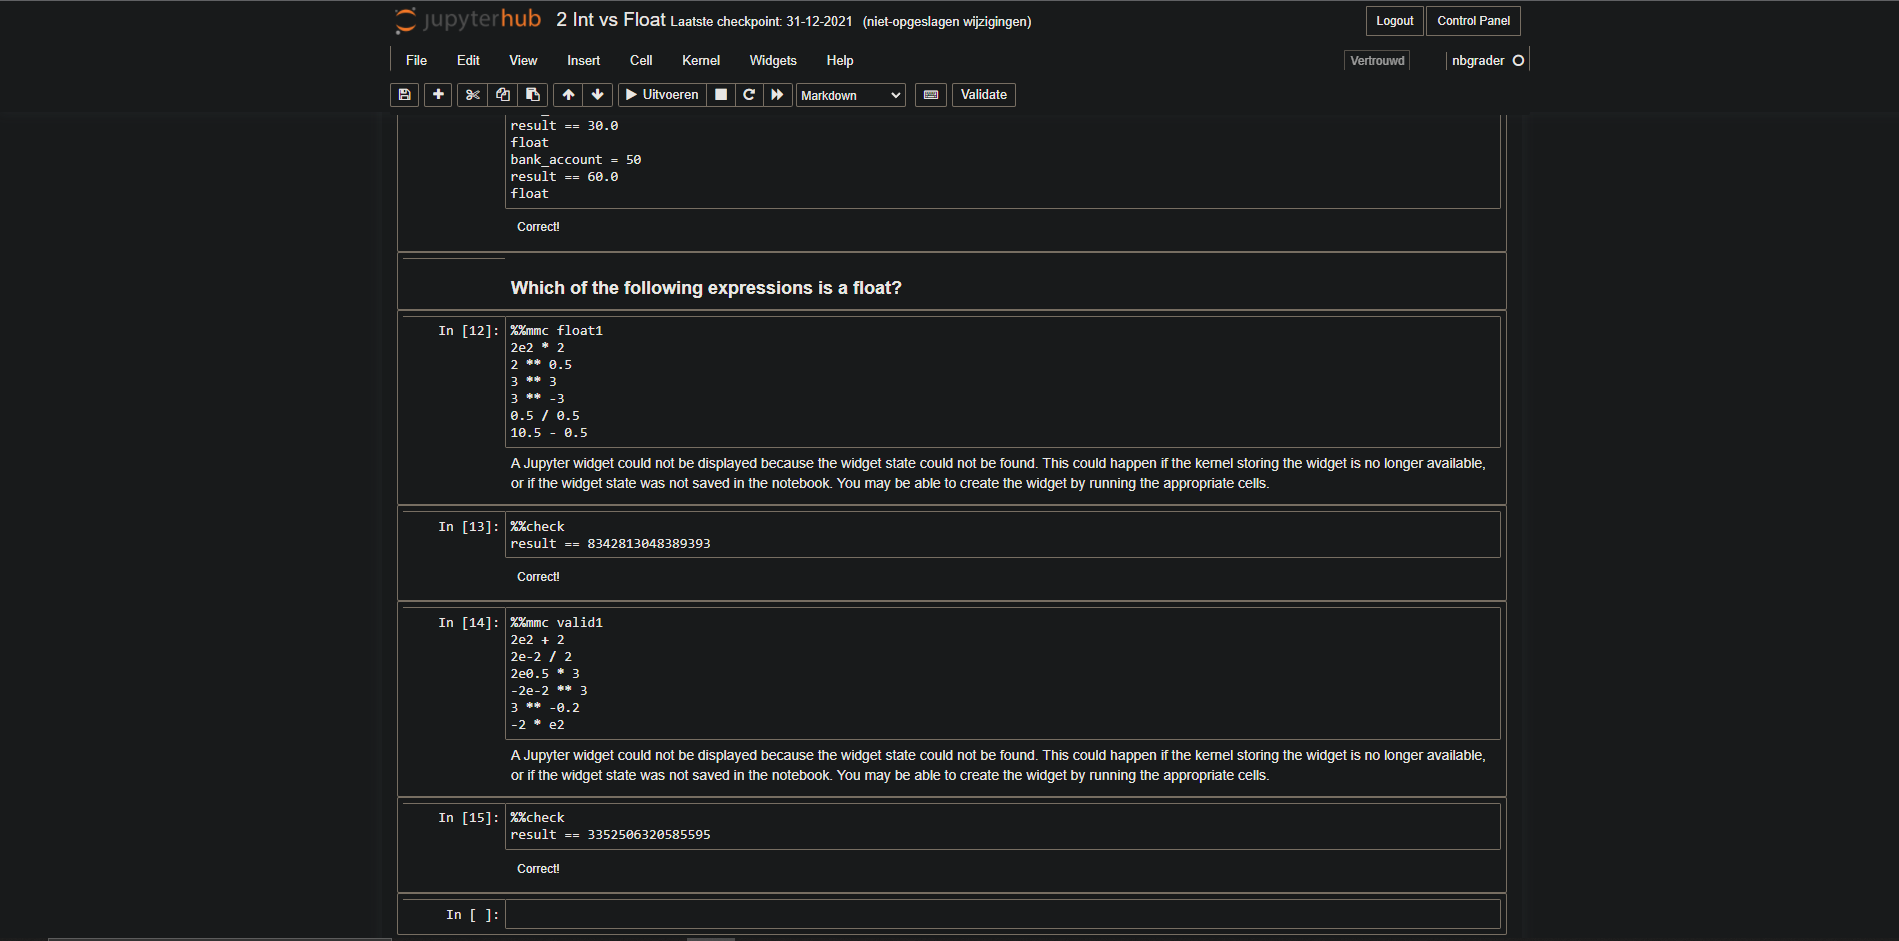 jupyterhub 2 Int vs Float Laatste checkpoint: 31-12-2021 (niet-opgeslagen wijzigingen) Logout Control Panel
File Edit View Insert Cell Kernel Widgets Help Vertrouwd nbgrader
Uitvoeren Markdown Validate
result == 30.0
float
bank_account = 50
result == 60.0
float
Correct!
Which of the following expressions is a float?
In [12]: %%mmc float1
2e2 * 2
2 ** 0.5
3 ** 3
3 ** -3
0.5 / 0.5
10.5 - 0.5
A Jupyter widget could not be displayed because the widget state could not be found. This could happen if the kernel storing the widget is no longer available,
or if the widget state was not saved in the notebook. You may be able to create the widget by running the appropriate cells.
In [13]: %%check
result == 8342813048389393
Correct!
In [14]: %%mmc valid1
2e2 + 2
2e-2 / 2
2e0.5 * 3
-2e-2 ** 3
3 ** -0.2
-2 * e2
A Jupyter widget could not be displayed because the widget state could not be found. This could happen if the kernel storing the widget is no longer available,
or if the widget state was not saved in the notebook. You may be able to create the widget by running the appropriate cells.
In [15]: %%check
result == 3352506320585595
Correct!
In [ ]: